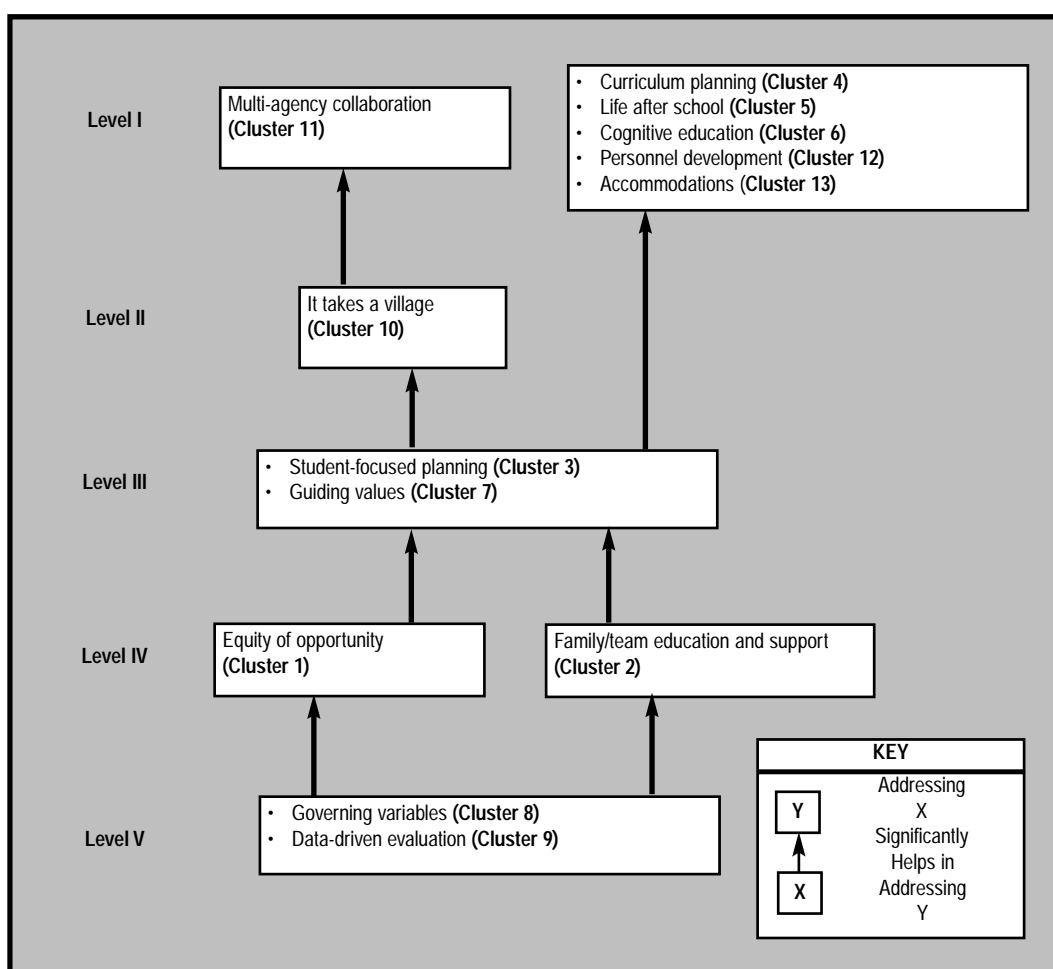 Level I
Multi-agency collaboration
(Cluster 11)
• Curriculum planning (Cluster 4)
• Life after school (Cluster 5)
• Cognitive education (Cluster 6)
• Personnel development (Cluster 12)
• Accommodations (Cluster 13)
Level II
It takes a village
(Cluster 10)
Level III
• Student-focused planning (Cluster 3)
• Guiding values (Cluster 7)
Level IV
Equity of opportunity
(Cluster 1)
Family/team education and support
(Cluster 2)
Level V
• Governing variables (Cluster 8)
• Data-driven evaluation (Cluster 9)
KEY
Y
X
Addressing
X
Significantly
Helps in
Addressing
Y